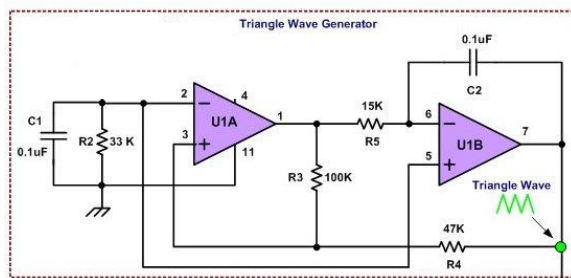 Triangle Wave Generator
0.1uF
C2
C1
0.1uF
R2
33 K
2
4
1
U1A
3
11
15K
R5
6
7
U1B
5
R3
100K
Triangle Wave
47K
R4